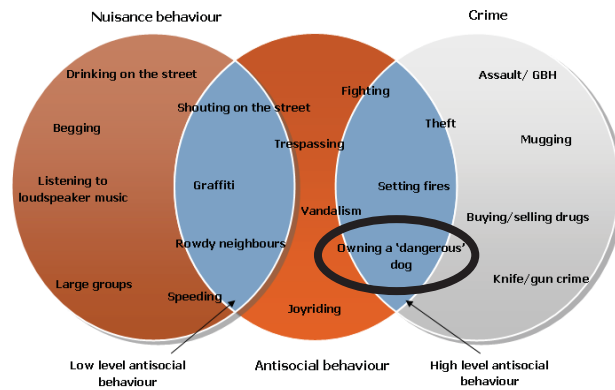 Nuisance behaviour
Crime
Drinking on the street
Assault/ GBH
Fighting
Shouting on the street
Theft
Begging
Trespassing
Mugging
Listening to
loudspeaker music
Graffiti
Setting fires
Vandalism
Buying/selling drugs
Rowdy neighbours
Owning a 'dangerous'
dog
Large groups
Speeding
Knife/gun crime
Joyriding
Low level antisocial
behaviour
Antisocial behaviour
High level antisocial
behaviour